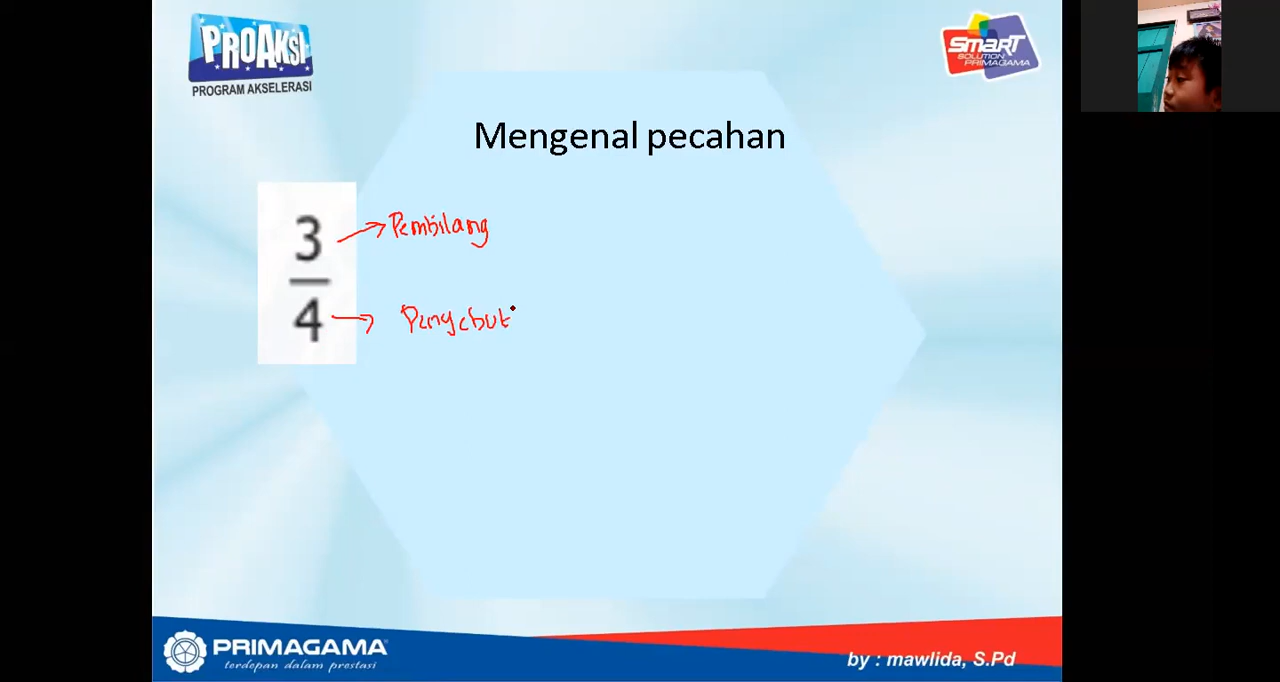 PROAKSI
PROGRAM AKSELERASI
SMART
SOLUTION
PRIMAGAMA
Mengenal pecahan
3
4
Pembilang
Penyebut
PRIMAGAMA
terdepan dalam prestasi
by : mawlida, S.Pd